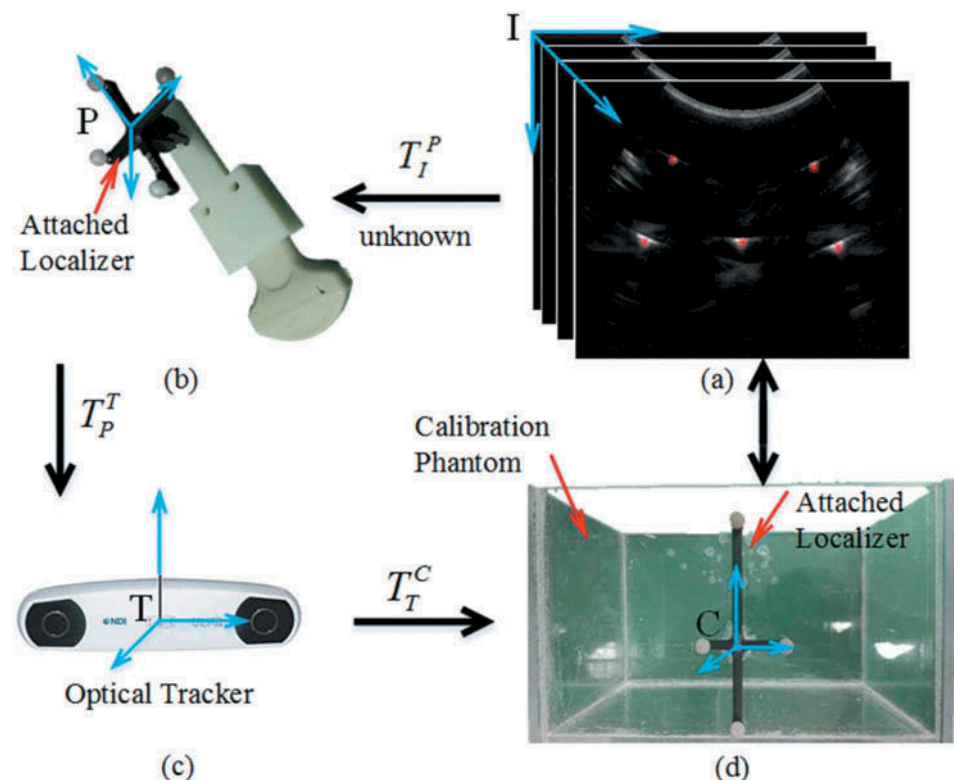 I
P
T_I^P
unknown
Attached
Localizer
(a)
(b)
T_P^T
Calibration
Phantom
Attached
Localizer
T
NDI
T_T^C
C
Optical Tracker
(c)
(d)